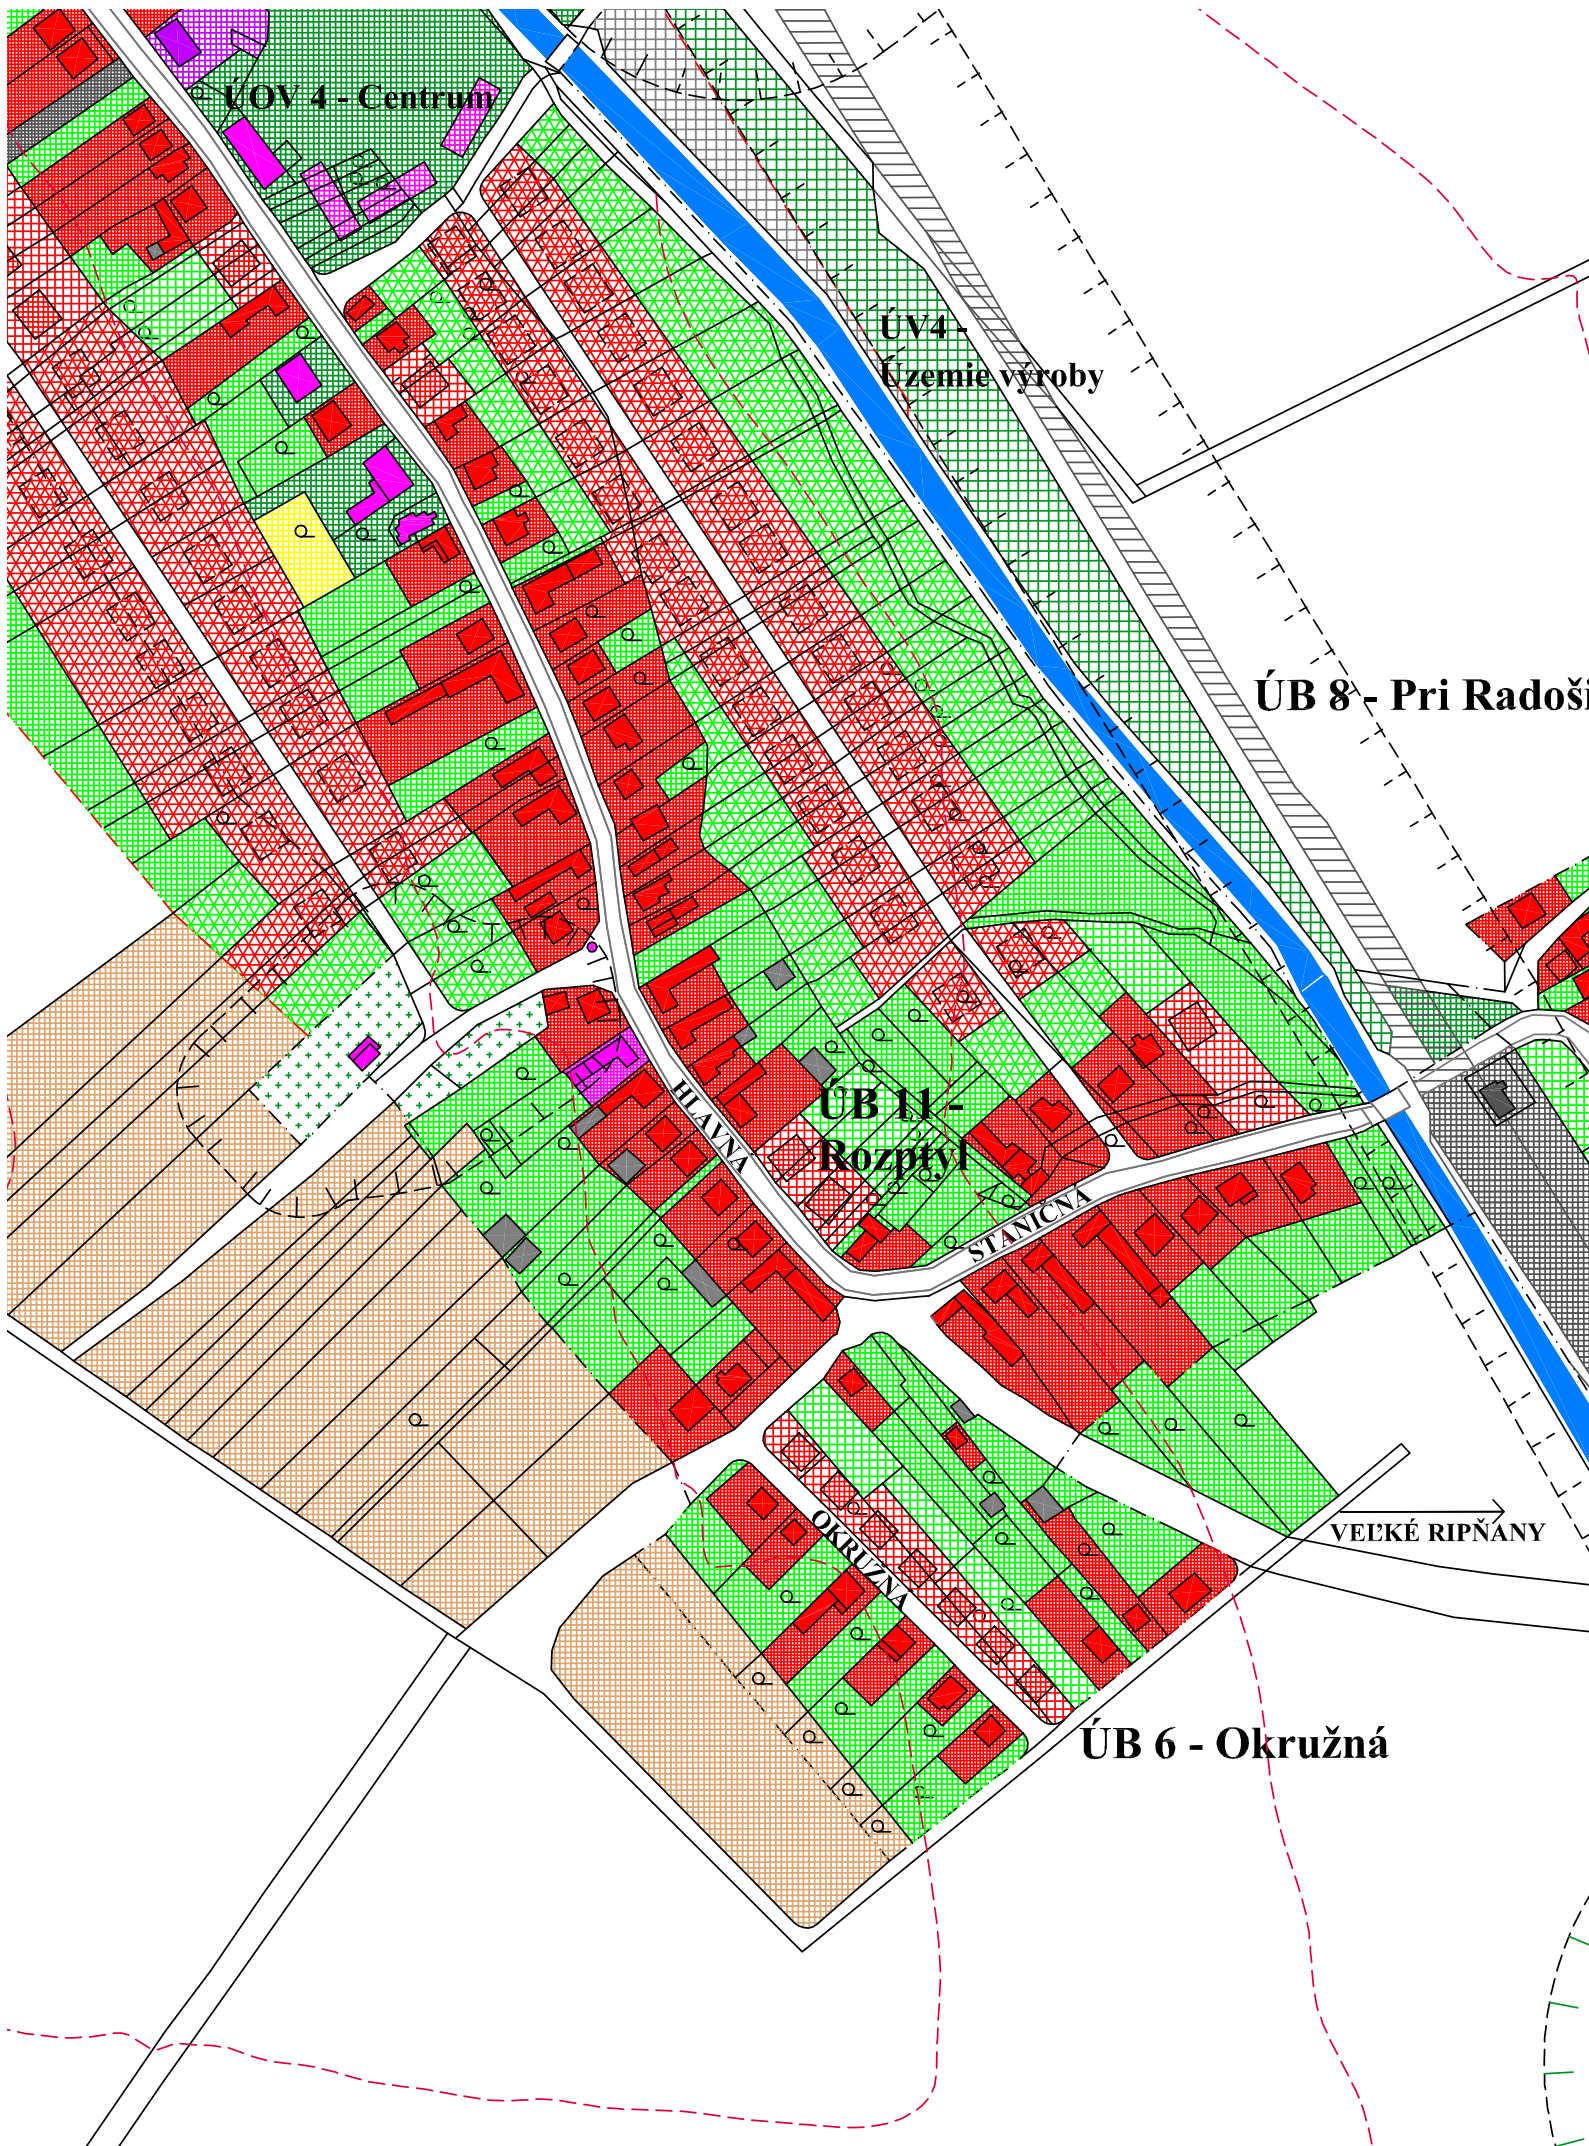 ÚOV 4 - Centrum
ÚV4 -
Územie výroby
ÚB 8 - Pri Radoši
ÚB 11 -
Rozptyl
HLAVNÁ
STANIČNÁ
VEĽKÉ RIPŇANY
OKRUŽNÁ
ÚB 6 - Okružná